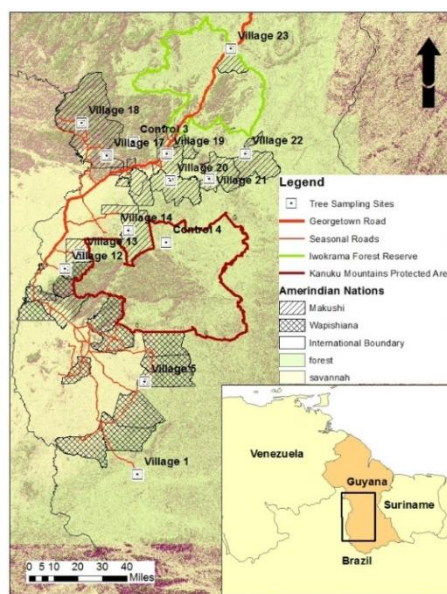 Village 23
Village 18
Control 3
Village 17
Village 19
Village 22
Village 20
Village 21
Village 14
Control 4
Village 13
Village 12
Village 5
Village 1
0 5 10 20 30 40
Miles
Legend
Tree Sampling Sites
Georgetown Road
Seasonal Roads
Iwokrama Forest Reserve
Kanuku Mountains Protected Area
Amerindian Nations
Makushi
Wapishiana
International Boundary
forest
savannah
Venezuela
Guyana
Suriname
Brazil